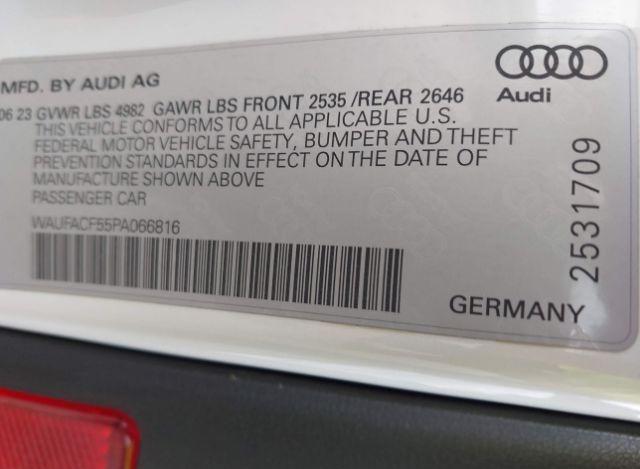 MFD. BY AUDI AG
06 23 GVWR LBS 4982 GAWR LBS FRONT 2535 /REAR 2646
THIS VEHICLE CONFORMS TO ALL APPLICABLE U.S.
FEDERAL MOTOR VEHICLE SAFETY, BUMPER AND THEFT
PREVENTION STANDARDS IN EFFECT ON THE DATE OF
MANUFACTURE SHOWN ABOVE
PASSENGER CAR
WAUFACF55PA066816
Audi
2531709
GERMANY